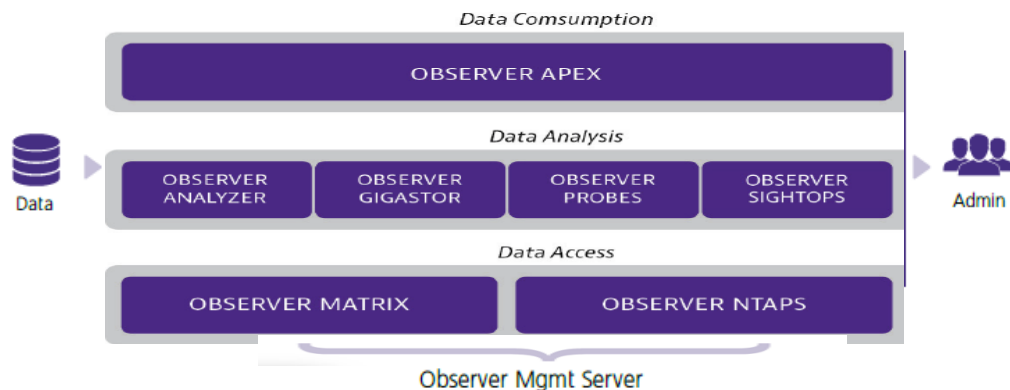 Data Comsumption
OBSERVER APEX
Data Analysis
Data
OBSERVER ANALYZER
OBSERVER GIGASTOR
OBSERVER PROBES
OBSERVER SIGHTOPS
Admin
Data Access
OBSERVER MATRIX
OBSERVER NTAPS
Observer Mgmt Server